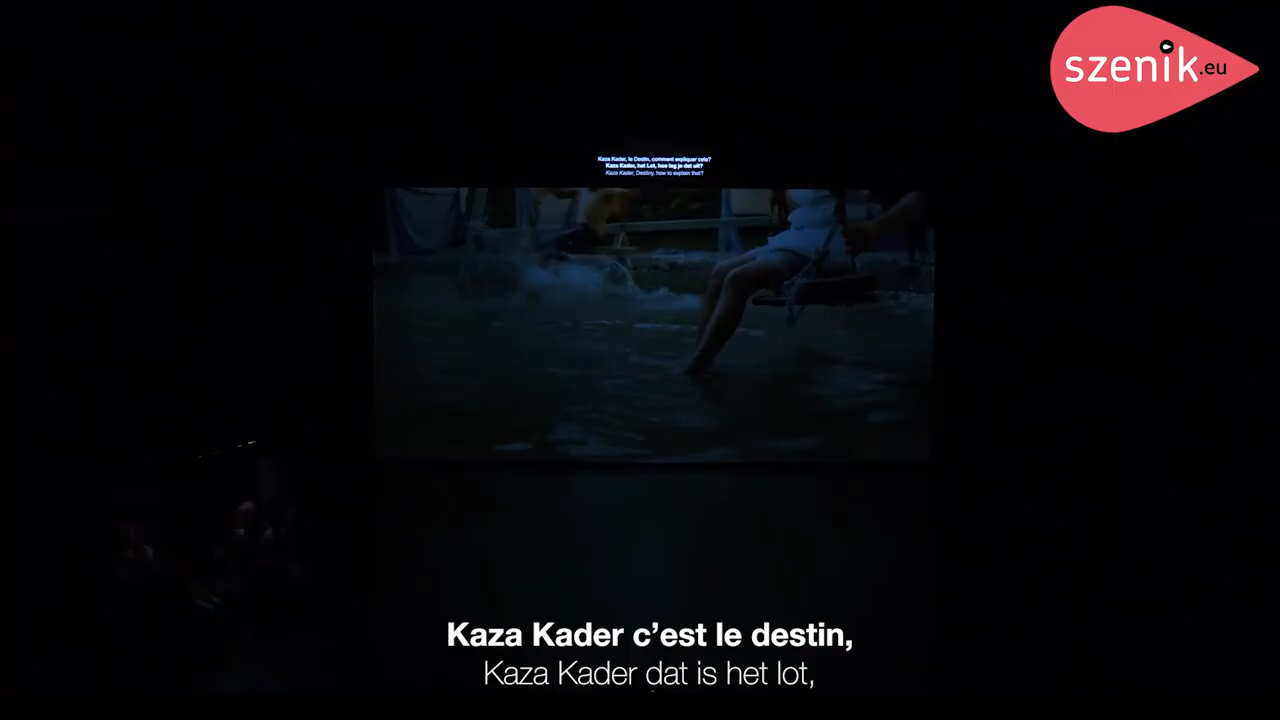 szenik.eu
Kaza Kader, le Destin, comment expliquer cela?
Kaza Kader, het Lot, hoe leg je dat uit?
Kaza Kader, Destiny, how to explain that?
Kaza Kader c’est le destin,
Kaza Kader dat is het lot,